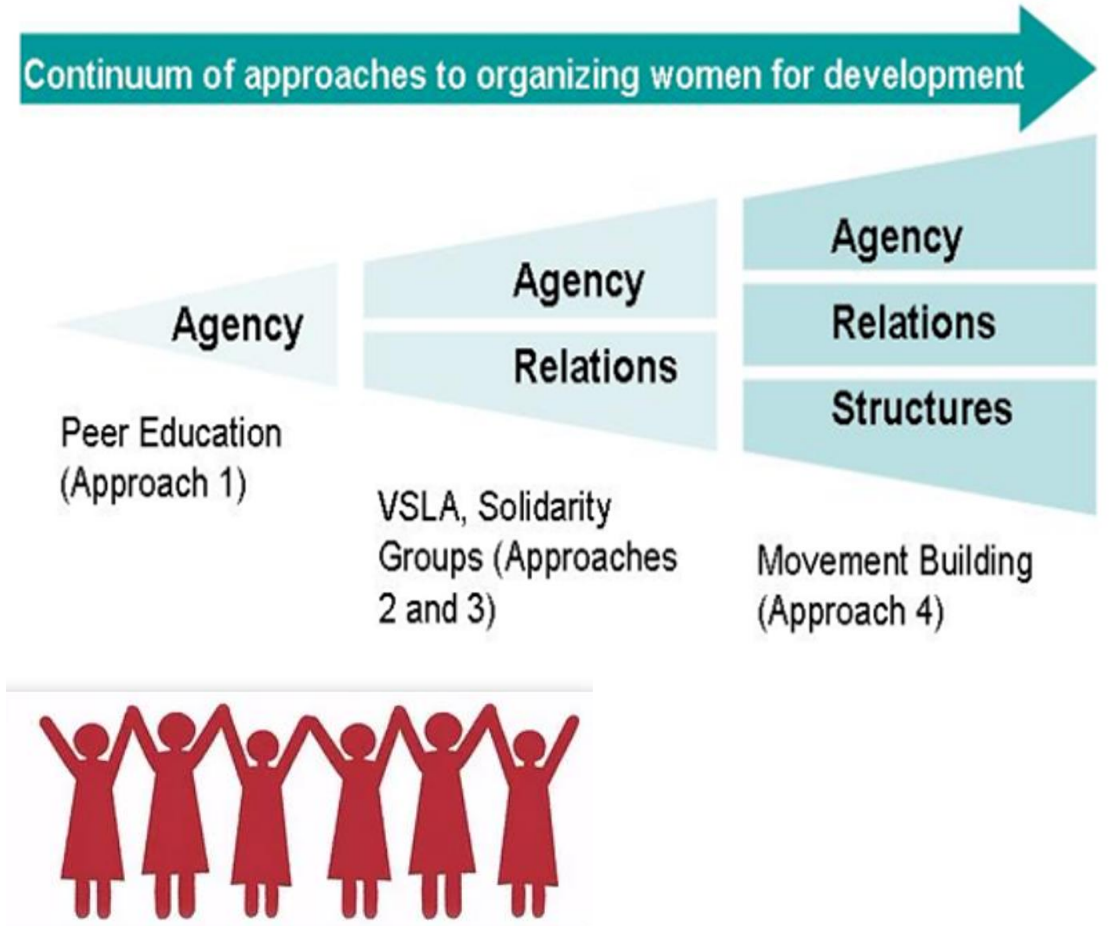 Continuum of approaches to organizing women for development
Agency
Peer Education
(Approach 1)
Agency
Relations
VSLA, Solidarity
Groups (Approaches
2 and 3)
Agency
Relations
Structures
Movement Building
(Approach 4)